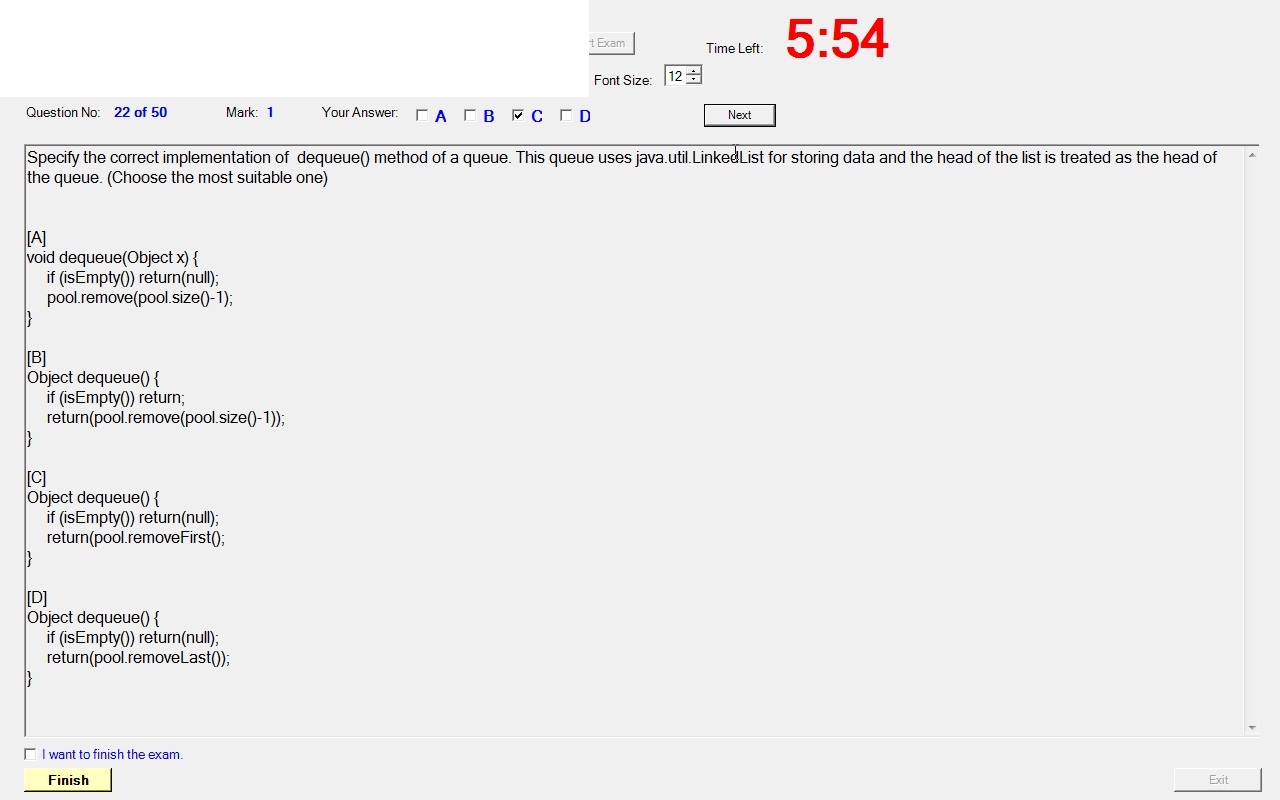 t Exam
Time Left:
5:54
Font Size:
12
Question No:
22 of 50
Mark:
1
Your Answer:
A
B
C
D
Next
Specify the correct implementation of  dequeue() method of a queue. This queue uses java.util.LinkedList for storing data and the head of the list is treated as the head of
the queue. (Choose the most suitable one)
[A]
void dequeue(Object x) {
if (isEmpty()) return(null);
pool.remove(pool.size()-1);
}
[B]
Object dequeue() {
if (isEmpty()) return;
return(pool.remove(pool.size()-1));
}
[C]
Object dequeue() {
if (isEmpty()) return(null);
return(pool.removeFirst();
}
[D]
Object dequeue() {
if (isEmpty()) return(null);
return(pool.removeLast());
}
I want to finish the exam.
Finish
Exit